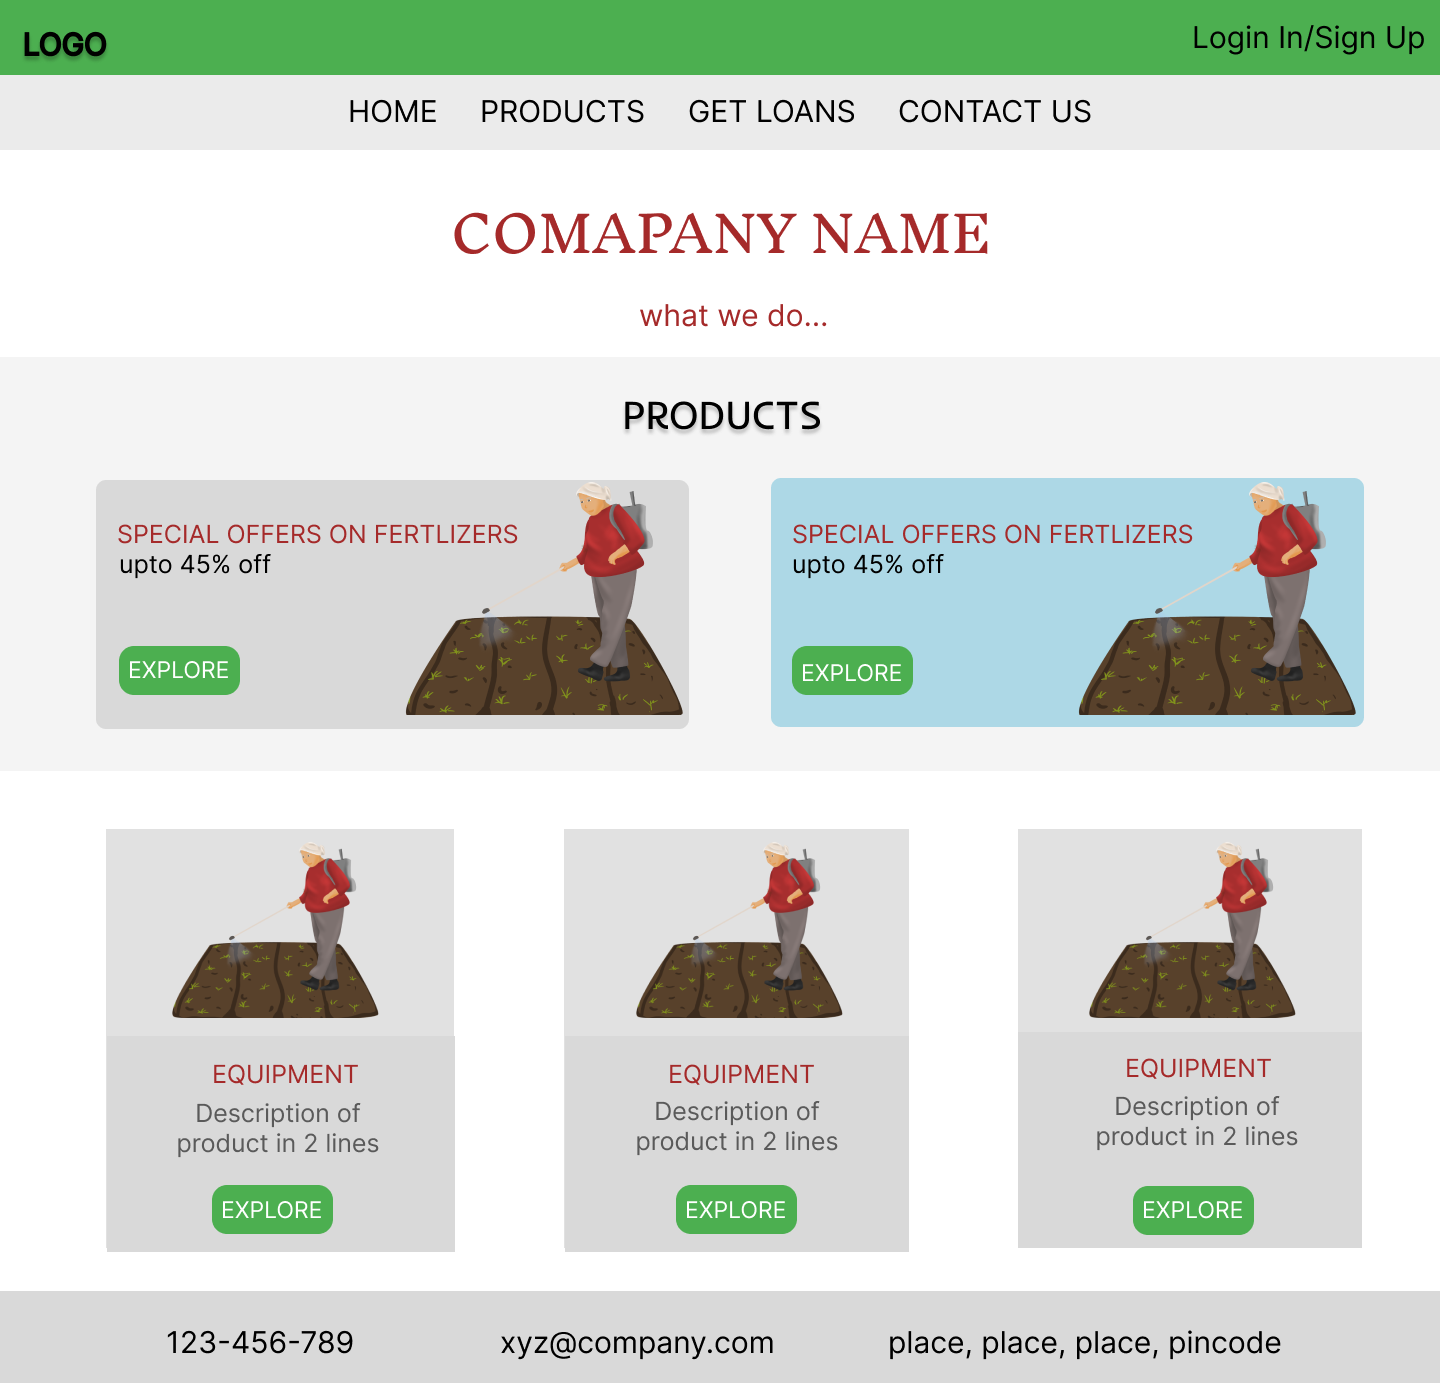 LOGO
Login In/Sign Up
HOME PRODUCTS GET LOANS CONTACT US
COMAPANY NAME
what we do...
PRODUCTS
SPECIAL OFFERS ON FERTLIZERS
upto 45% off
EXPLORE
SPECIAL OFFERS ON FERTLIZERS
upto 45% off
EXPLORE
EQUIPMENT
Description of
product in 2 lines
EXPLORE
EQUIPMENT
Description of
product in 2 lines
EXPLORE
EQUIPMENT
Description of
product in 2 lines
EXPLORE
123-456-789 xyz@company.com place, place, place, pincode